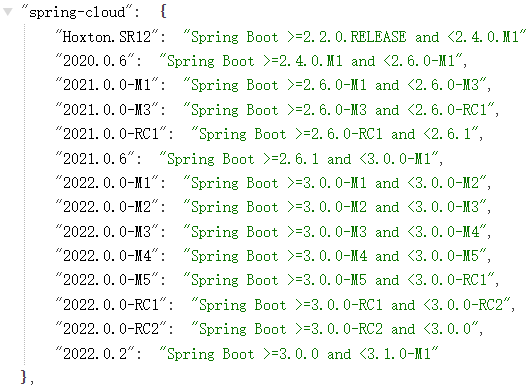 "spring-cloud": {
"Hoxton.SR12": "Spring Boot >=2.2.0.RELEASE and <2.4.0.M1"
"2020.0.6": "Spring Boot >=2.4.0.M1 and <2.6.0-M1",
"2021.0.0-M1": "Spring Boot >=2.6.0-M1 and <2.6.0-M3",
"2021.0.0-M3": "Spring Boot >=2.6.0-M3 and <2.6.0-RC1",
"2021.0.0-RC1": "Spring Boot >=2.6.0-RC1 and <2.6.1",
"2021.0.6": "Spring Boot >=2.6.1 and <3.0.0-M1",
"2022.0.0-M1": "Spring Boot >=3.0.0-M1 and <3.0.0-M2",
"2022.0.0-M2": "Spring Boot >=3.0.0-M2 and <3.0.0-M3",
"2022.0.0-M3": "Spring Boot >=3.0.0-M3 and <3.0.0-M4",
"2022.0.0-M4": "Spring Boot >=3.0.0-M4 and <3.0.0-M5",
"2022.0.0-M5": "Spring Boot >=3.0.0-M5 and <3.0.0-RC1",
"2022.0.0-RC1": "Spring Boot >=3.0.0-RC1 and <3.0.0-RC2",
"2022.0.0-RC2": "Spring Boot >=3.0.0-RC2 and <3.0.0",
"2022.0.2": "Spring Boot >=3.0.0 and <3.1.0-M1"
},